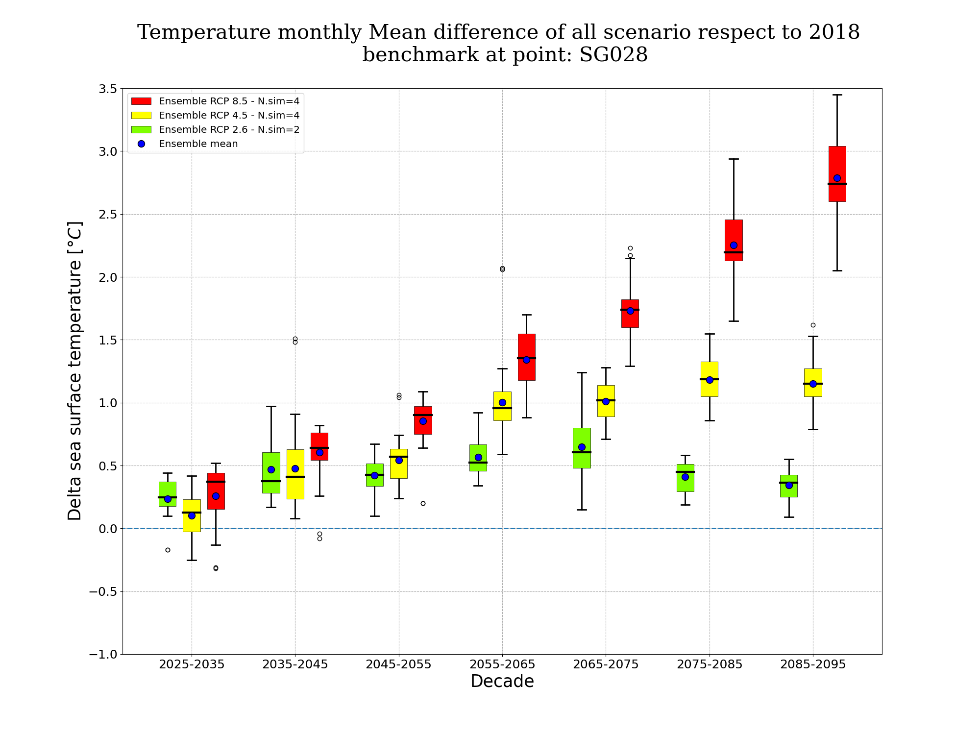 Temperature monthly Mean difference of all scenario respect to 2018
benchmark at point: SG028
Ensemble RCP 8.5 - N.sim=4
Ensemble RCP 4.5 - N.sim=4
Ensemble RCP 2.6 - N.sim=2
Ensemble mean
Delta sea surface temperature [°C]
3.5
3.0
2.5
2.0
1.5
1.0
0.5
0.0
−0.5
−1.0
2025-2035 2035-2045 2045-2055 2055-2065 2065-2075 2075-2085 2085-2095
Decade